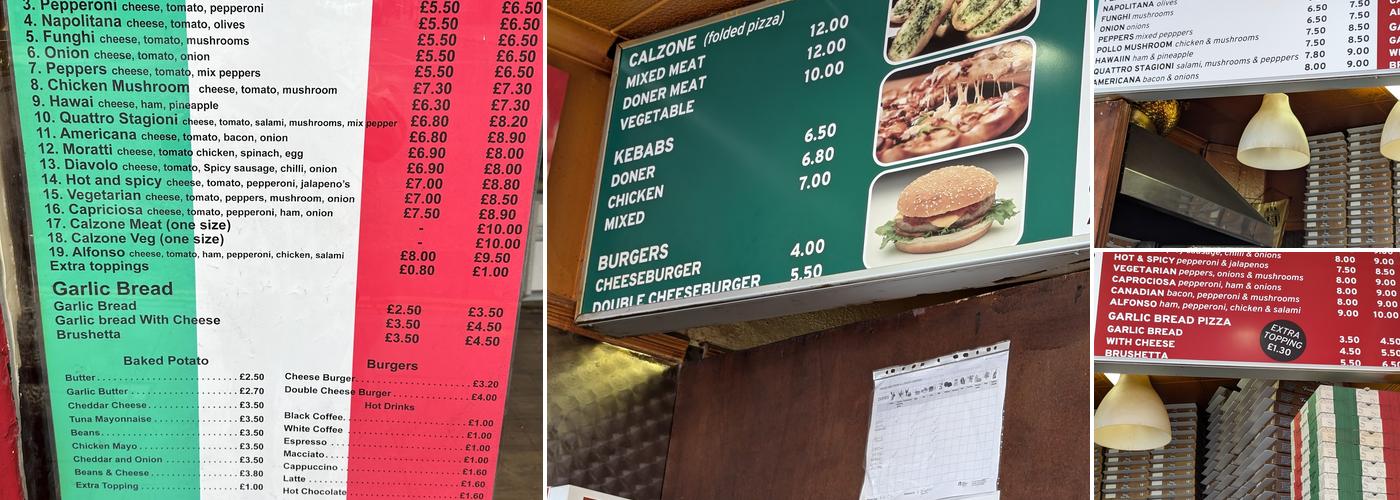 3. Pepperoni cheese, tomato, pepperoni £5.50 £6.50
4. Napolitana cheese, tomato, olives £5.50 £6.50
5. Funghi cheese, tomato, mushrooms £5.50 £6.50
6. Onion cheese, tomato, onion £5.50 £6.50
7. Peppers cheese, tomato, mix peppers £5.50 £6.50
8. Chicken Mushroom cheese, tomato, mushroom £7.30 £7.30
9. Hawai cheese, ham, pineapple £6.30 £7.30
10. Quattro Stagioni cheese, tomato, salami, mushrooms, mix pepper £6.80 £8.20
11. Americana cheese, tomato, bacon, onion £6.80 £8.90
12. Moratti cheese, tomato chicken, spinach, egg £6.90 £8.00
13. Diavolo cheese, tomato, Spicy sausage, chilli, onion £6.90 £8.00
14. Hot and spicy cheese, tomato, pepperoni, jalapeno's £7.00 £8.80
15. Vegetarian cheese, tomato, peppers, mushroom, onion £7.00 £8.50
16. Capriciosa cheese, tomato, pepperoni, ham, onion £7.50 £8.90
17. Calzone Meat (one size) - £10.00
18. Calzone Veg (one size) - £10.00
19. Alfonso cheese, tomato, ham, pepperoni, chicken, salami £8.00 £9.50
Extra toppings £0.80 £1.00
Garlic Bread
Garlic Bread £2.50 £3.50
Garlic bread With Cheese £3.50 £4.50
Brushetta £3.50 £4.50
Baked Potato
Butter £2.50
Garlic Butter £2.70
Cheddar Cheese £3.50
Tuna Mayonnaise £3.50
Beans £3.50
Chicken Mayo £3.50
Cheddar and Onion £3.50
Beans & Cheese £3.80
Extra Topping £1.00
Burgers
Cheese Burger £3.20
Double Cheese Burger £4.00
Hot Drinks
Black Coffee £1.00
White Coffee £1.00
Espresso £1.00
Macciato £1.00
Cappuccino £1.60
Latte £1.60
Hot Chocolate £1.60
CALZONE (folded pizza)
MIXED MEAT 12.00
DONER MEAT 12.00
VEGETABLE 10.00
KEBABS
DONER 6.50
CHICKEN 6.80
MIXED 7.00
BURGERS
CHEESEBURGER 4.00
DOUBLE CHEESEBURGER 5.50
NAPOLITANA olives 6.50 7.50
FUNGHI mushrooms 6.50 7.50
ONION onions 6.50 7.50
PEPPERS mixed pepppers 7.50 8.50
POLLO MUSHROOM chicken & mushrooms 7.50 8.50
HAWAIIN ham & pineapple 7.80 9.00
QUATTRO STAGIONI salami, mushrooms & pepppers 8.00 9.00
AMERICANA bacon & onions
HOT & SPICY pepperoni & jalapenos 8.00 9.00
VEGETARIAN peppers, onions & mushrooms 7.50 8.50
CAPROCIOSA pepperoni, ham & onions 8.00 9.00
CANADIAN bacon, pepperoni & mushrooms 8.00 9.00
ALFONSO ham, pepperoni, chicken & salami 9.00 10.00
GARLIC BREAD PIZZA
GARLIC BREAD 3.50 4.50
WITH CHEESE 4.50 5.50
BRUSHETTA 5.50 6.50
EXTRA
TOPPING
£1.30